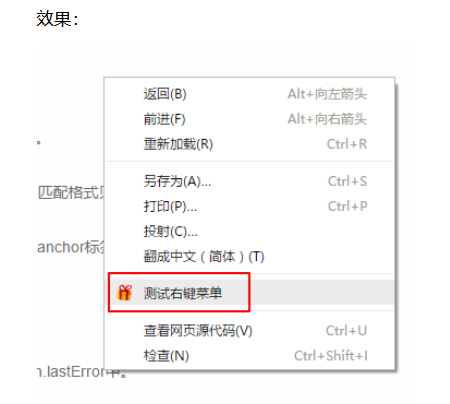 效果：
返回(B) Alt+向左箭头
前进(F) Alt+向右箭头
重新加载(R) Ctrl+R
另存为(A)... Ctrl+S
匹配格式
打印(P)... Ctrl+P
投射(C)...
anchor标
翻成中文（简体）(T)
测试右键菜单
查看网页源代码(V) Ctrl+U
检查(N) Ctrl+Shift+I
n.lastError中。